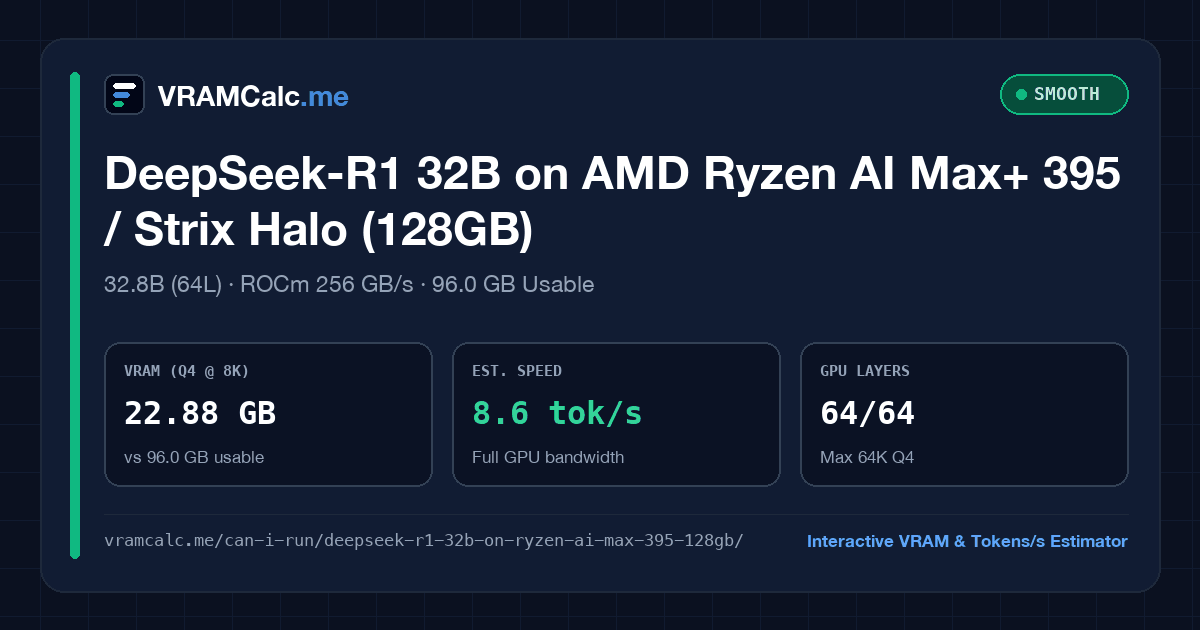 VRAMCalc.me
SMOOTH
DeepSeek-R1 32B on AMD Ryzen AI Max+ 395
/ Strix Halo (128GB)
32.8B (64L) · ROCm 256 GB/s · 96.0 GB Usable
VRAM (Q4 @ 8K)
22.88 GB
vs 96.0 GB usable
EST. SPEED
8.6 tok/s
Full GPU bandwidth
GPU LAYERS
64/64
Max 64K Q4
vramcalc.me/can-i-run/deepseek-r1-32b-on-ryzen-ai-max-395-128gb/
Interactive VRAM & Tokens/s Estimator